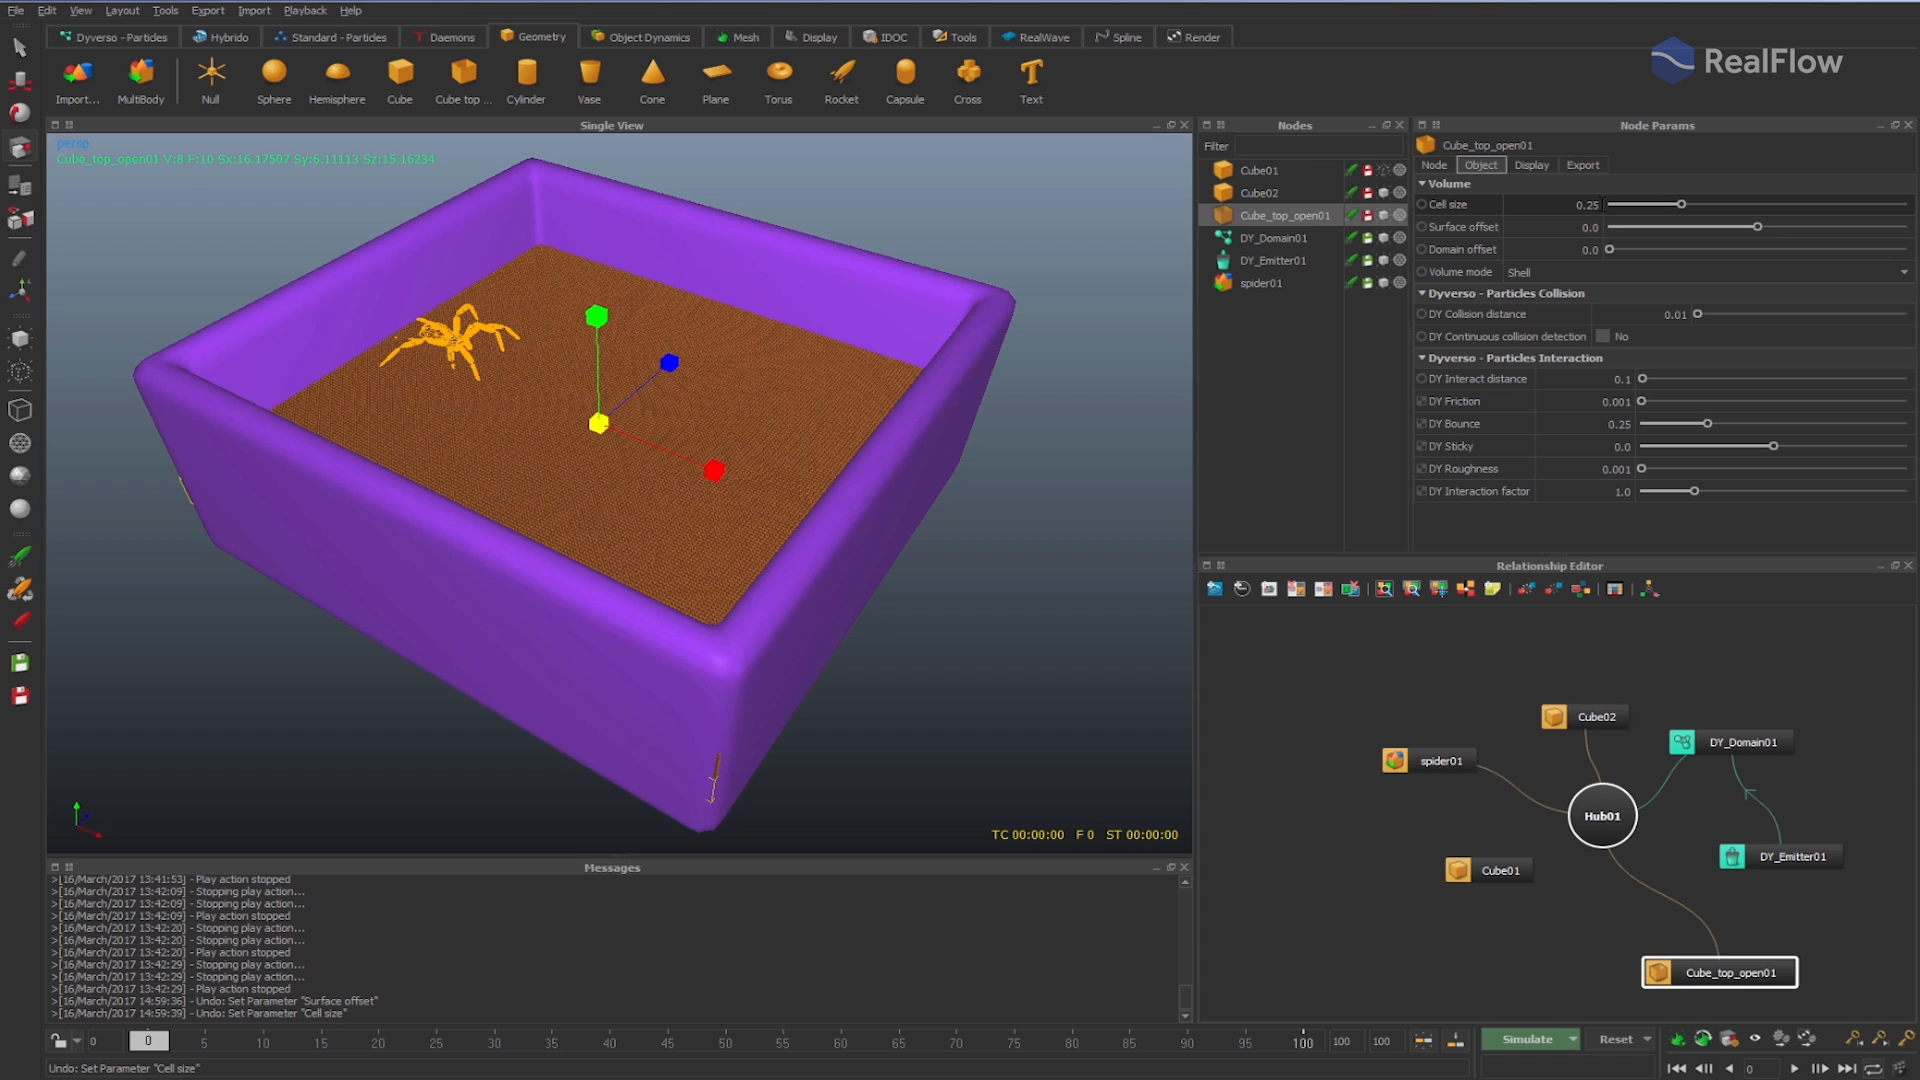 File Edit View Layout Tools Export Import Playback Help
Dyverso - Particles Hybrido Standard - Particles Daemons Geometry Object Dynamics Mesh Display IDOC Tools RealWave Spline Render
RealFlow
Import... MultiBody Null Sphere Hemisphere Cube Cube top ... Cylinder Vase Cone Plane Torus Rocket Capsule Cross Text
Single View
persp
Cube_top_open01 V:8 F:10 Sx:16.17507 Sy:6.11113 Sz:15.16234
TC 00:00:00 F 0 ST 00:00:00
Nodes
Filter
Cube01
Cube02
Cube_top_open01
DY_Domain01
DY_Emitter01
spider01
Node Params
Cube_top_open01
Node Object Display Export
Volume
Cell size 0.25
Surface offset 0.0
Domain offset 0.0
Volume mode Shell
Dyverso - Particles Collision
DY Collision distance 0.01
DY Continuous collision detection No
Dyverso - Particles Interaction
DY Interact distance 0.1
DY Friction 0.001
DY Bounce 0.25
DY Sticky 0.0
DY Roughness 0.001
DY Interaction factor 1.0
Relationship Editor
Cube02
DY_Domain01
spider01
Hub01
DY_Emitter01
Cube01
Cube_top_open01
Messages
>[16/March/2017 13:41:53] - Play action stopped
>[16/March/2017 13:42:09] - Stopping play action...
>[16/March/2017 13:42:09] - Stopping play action...
>[16/March/2017 13:42:09] - Play action stopped
>[16/March/2017 13:42:20] - Stopping play action...
>[16/March/2017 13:42:20] - Stopping play action...
>[16/March/2017 13:42:20] - Play action stopped
>[16/March/2017 13:42:29] - Stopping play action...
>[16/March/2017 13:42:29] - Stopping play action...
>[16/March/2017 13:42:29] - Play action stopped
>[16/March/2017 14:59:36] - Undo: Set Parameter "Surface offset"
>[16/March/2017 14:59:39] - Undo: Set Parameter "Cell size"
0 0 5 10 15 20 25 30 35 40 45 50 55 60 65 70 75 80 85 90 95 100 100 100
Simulate Reset
Undo: Set Parameter "Cell size"
0